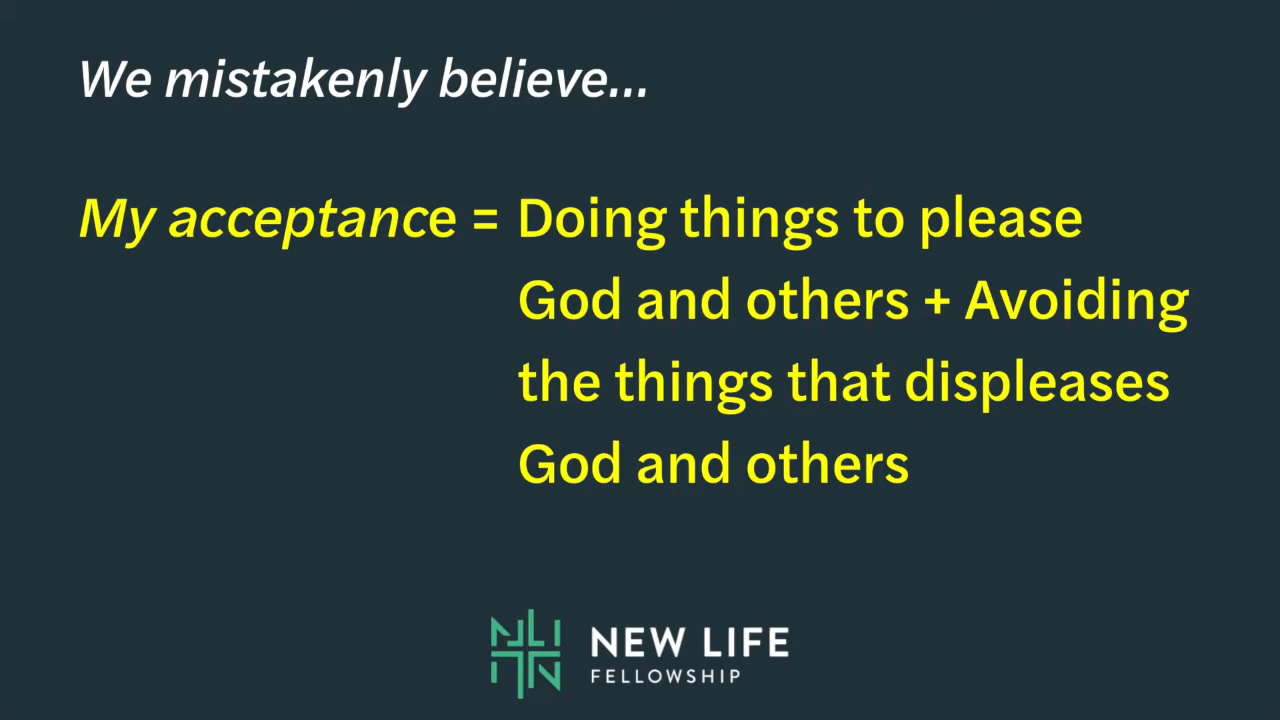 We mistakenly believe...
My acceptance = Doing things to please
God and others + Avoiding
the things that displeases
God and others
NEW LIFE
FELLOWSHIP